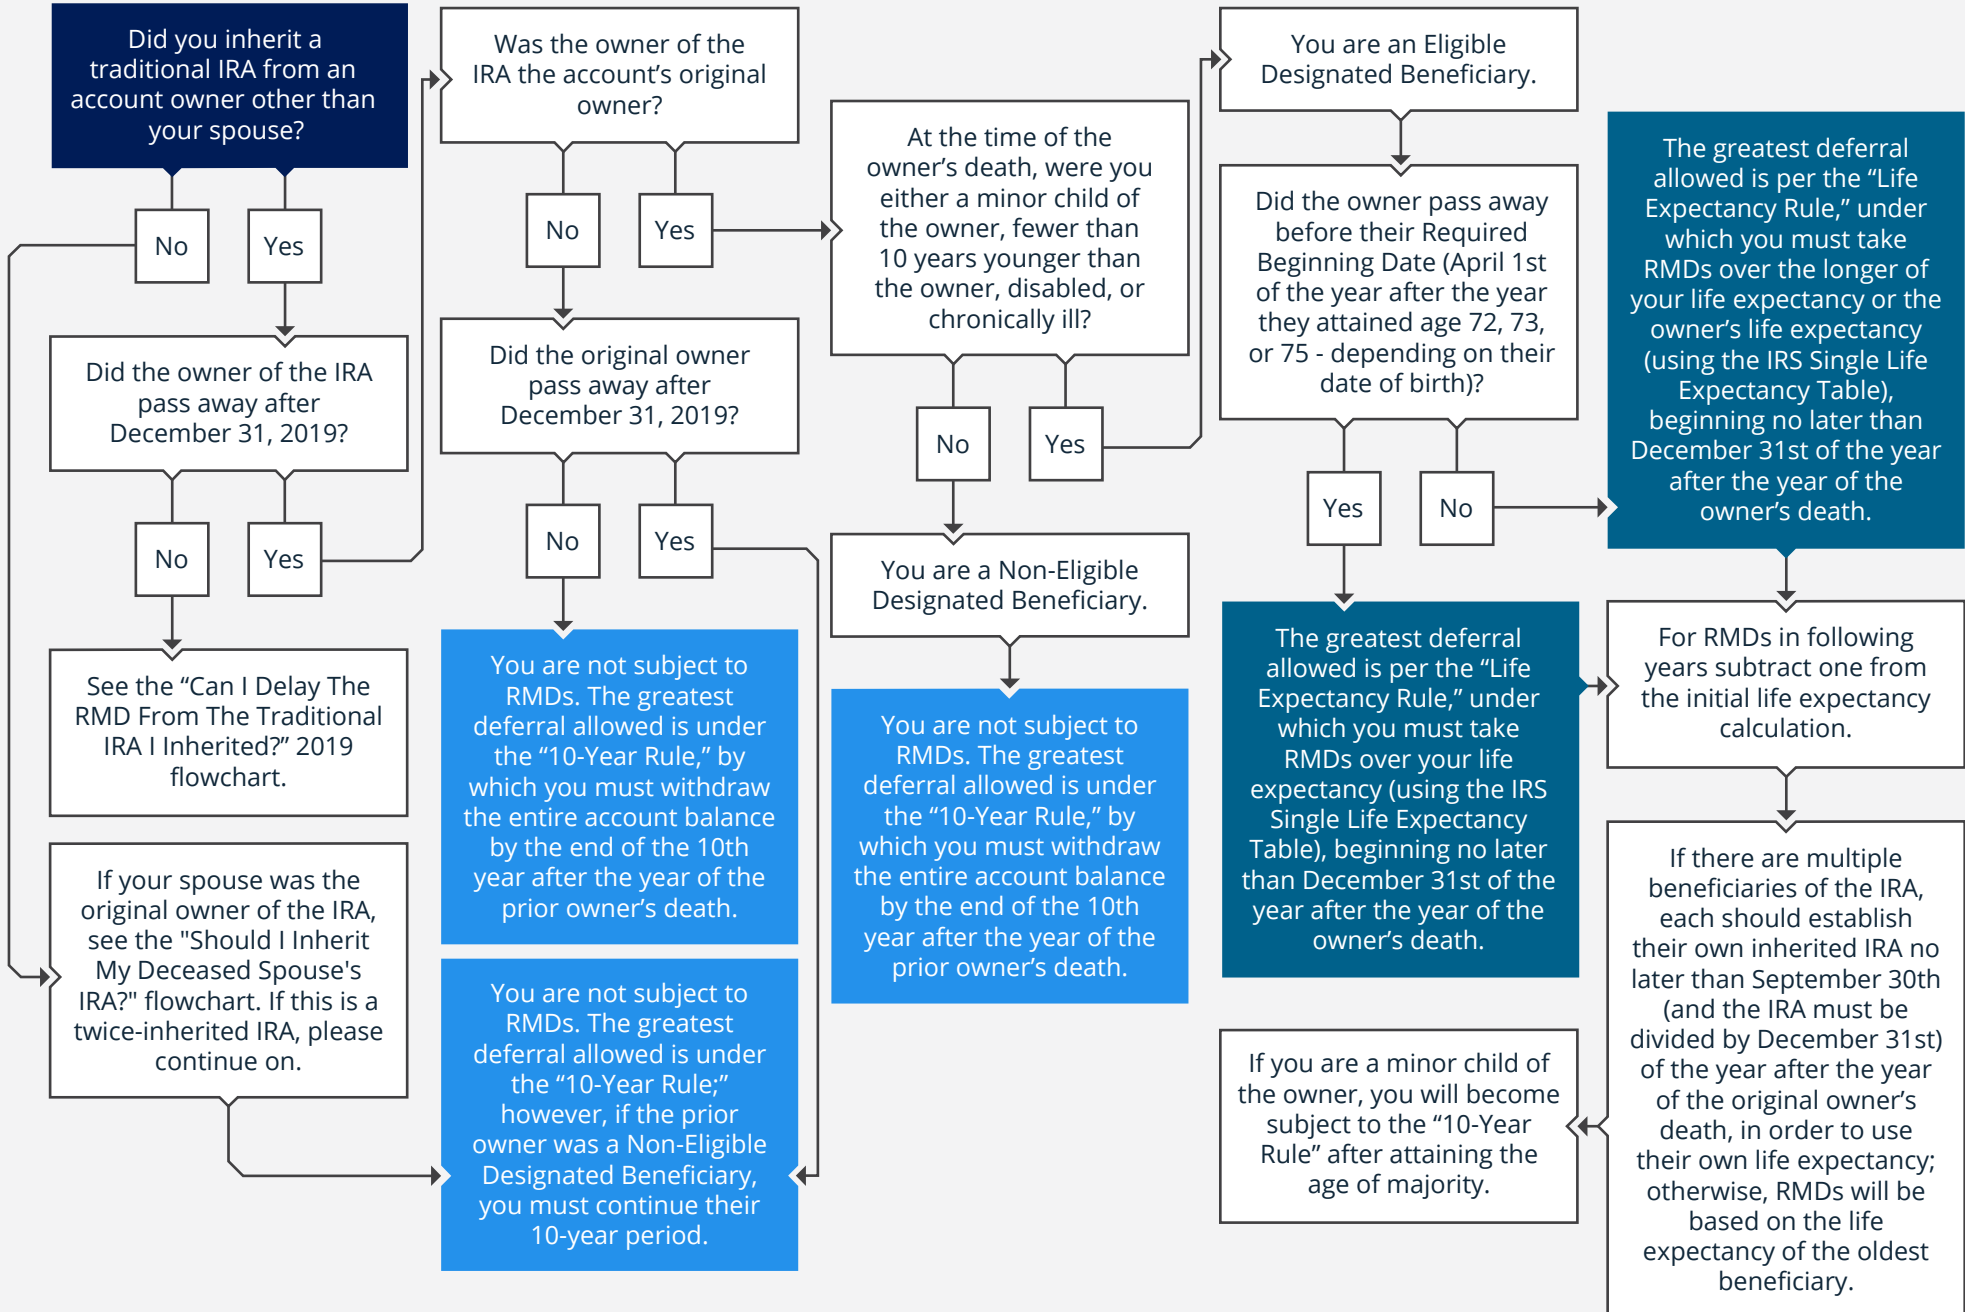 Did you inherit a
traditional IRA from an
account owner other than
your spouse?
No
Yes
Did the owner of the IRA
pass away after
December 31, 2019?
No
Yes
See the “Can I Delay The
RMD From The Traditional
IRA I Inherited?” 2019
flowchart.
If your spouse was the
original owner of the IRA,
see the "Should I Inherit
My Deceased Spouse's
IRA?" flowchart. If this is a
twice-inherited IRA, please
continue on.
Was the owner of the
IRA the account’s original
owner?
No
Yes
Did the original owner
pass away after
December 31, 2019?
No
Yes
You are not subject to
RMDs. The greatest
deferral allowed is under
the “10-Year Rule,” by
which you must withdraw
the entire account balance
by the end of the 10th
year after the year of the
prior owner’s death.
You are not subject to
RMDs. The greatest
deferral allowed is under
the “10-Year Rule;”
however, if the prior
owner was a Non-Eligible
Designated Beneficiary,
you must continue their
10-year period.
At the time of the
owner’s death, were you
either a minor child of
the owner, fewer than
10 years younger than
the owner, disabled, or
chronically ill?
No
Yes
You are a Non-Eligible
Designated Beneficiary.
You are not subject to
RMDs. The greatest
deferral allowed is under
the “10-Year Rule,” by
which you must withdraw
the entire account balance
by the end of the 10th
year after the year of the
prior owner’s death.
You are an Eligible
Designated Beneficiary.
Did the owner pass away
before their Required
Beginning Date (April 1st
of the year after the year
they attained age 72, 73,
or 75 - depending on their
date of birth)?
Yes
No
The greatest deferral
allowed is per the “Life
Expectancy Rule,” under
which you must take
RMDs over your life
expectancy (using the IRS
Single Life Expectancy
Table), beginning no later
than December 31st of the
year after the year of the
owner’s death.
The greatest deferral
allowed is per the “Life
Expectancy Rule,” under
which you must take
RMDs over the longer of
your life expectancy or the
owner’s life expectancy
(using the IRS Single Life
Expectancy Table),
beginning no later than
December 31st of the year
after the year of the
owner’s death.
For RMDs in following
years subtract one from
the initial life expectancy
calculation.
If there are multiple
beneficiaries of the IRA,
each should establish
their own inherited IRA no
later than September 30th
(and the IRA must be
divided by December 31st)
of the year after the year
of the original owner’s
death, in order to use
their own life expectancy;
otherwise, RMDs will be
based on the life
expectancy of the oldest
beneficiary.
If you are a minor child of
the owner, you will become
subject to the “10-Year
Rule” after attaining the
age of majority.